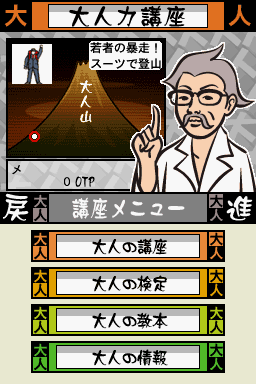 大 大人力講座 人
若者の暴走！
スーツで登山
大人山
メ
0 OTP
戻 大人 講座メニュー 大人 進
大人 大人の講座 大人
大人 大人の検定 大人
大人 大人の教本 大人
大人 大人の情報 大人